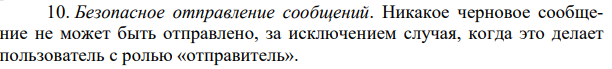 10. Безопасное отправление сообщений. Никакое черновое сообще-
ние не может быть отправлено, за исключением случая, когда это делает
пользователь с ролью «отправитель».